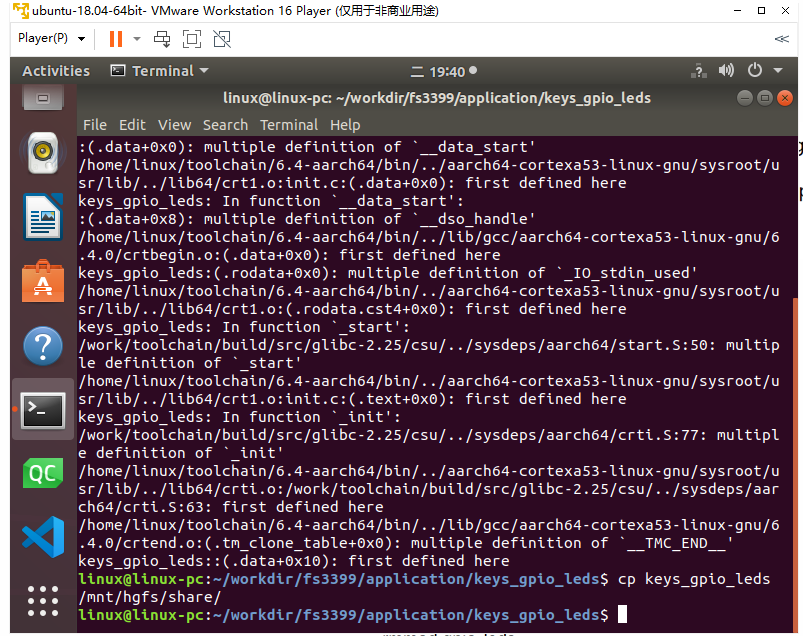 ubuntu-18.04-64bit- VMware Workstation 16 Player (仅用于非商业用途)
Player(P)
Activities Terminal 二 19:40
linux@linux-pc: ~/workdir/fs3399/application/keys_gpio_leds
File Edit View Search Terminal Help
:(.data+0x0): multiple definition of `__data_start'
/home/linux/toolchain/6.4-aarch64/bin/../aarch64-cortexa53-linux-gnu/sysroot/u
sr/lib/../lib64/crt1.o:init.c:(.data+0x0): first defined here
keys_gpio_leds: In function `__data_start':
:(.data+0x8): multiple definition of `__dso_handle'
/home/linux/toolchain/6.4-aarch64/bin/../lib/gcc/aarch64-cortexa53-linux-gnu/6
.4.0/crtbegin.o:(.data+0x0): first defined here
keys_gpio_leds:(.rodata+0x0): multiple definition of `_IO_stdin_used'
/home/linux/toolchain/6.4-aarch64/bin/../aarch64-cortexa53-linux-gnu/sysroot/u
sr/lib/../lib64/crt1.o:(.rodata.cst4+0x0): first defined here
keys_gpio_leds: In function `_start':
/work/toolchain/build/src/glibc-2.25/csu/../sysdeps/aarch64/start.S:50: multip
le definition of `_start'
/home/linux/toolchain/6.4-aarch64/bin/../aarch64-cortexa53-linux-gnu/sysroot/u
sr/lib/../lib64/crt1.o:init.c:(.text+0x0): first defined here
keys_gpio_leds: In function `_init':
/work/toolchain/build/src/glibc-2.25/csu/../sysdeps/aarch64/crti.S:77: multipl
e definition of `_init'
/home/linux/toolchain/6.4-aarch64/bin/../aarch64-cortexa53-linux-gnu/sysroot/u
sr/lib/../lib64/crti.o:/work/toolchain/build/src/glibc-2.25/csu/../sysdeps/aar
ch64/crti.S:63: first defined here
/home/linux/toolchain/6.4-aarch64/bin/../lib/gcc/aarch64-cortexa53-linux-gnu/6
.4.0/crtend.o:(.tm_clone_table+0x0): multiple definition of `__TMC_END__'
keys_gpio_leds::(.data+0x10): first defined here
linux@linux-pc:~/workdir/fs3399/application/keys_gpio_leds$ cp keys_gpio_leds
/mnt/hgfs/share/
linux@linux-pc:~/workdir/fs3399/application/keys_gpio_leds$
QC